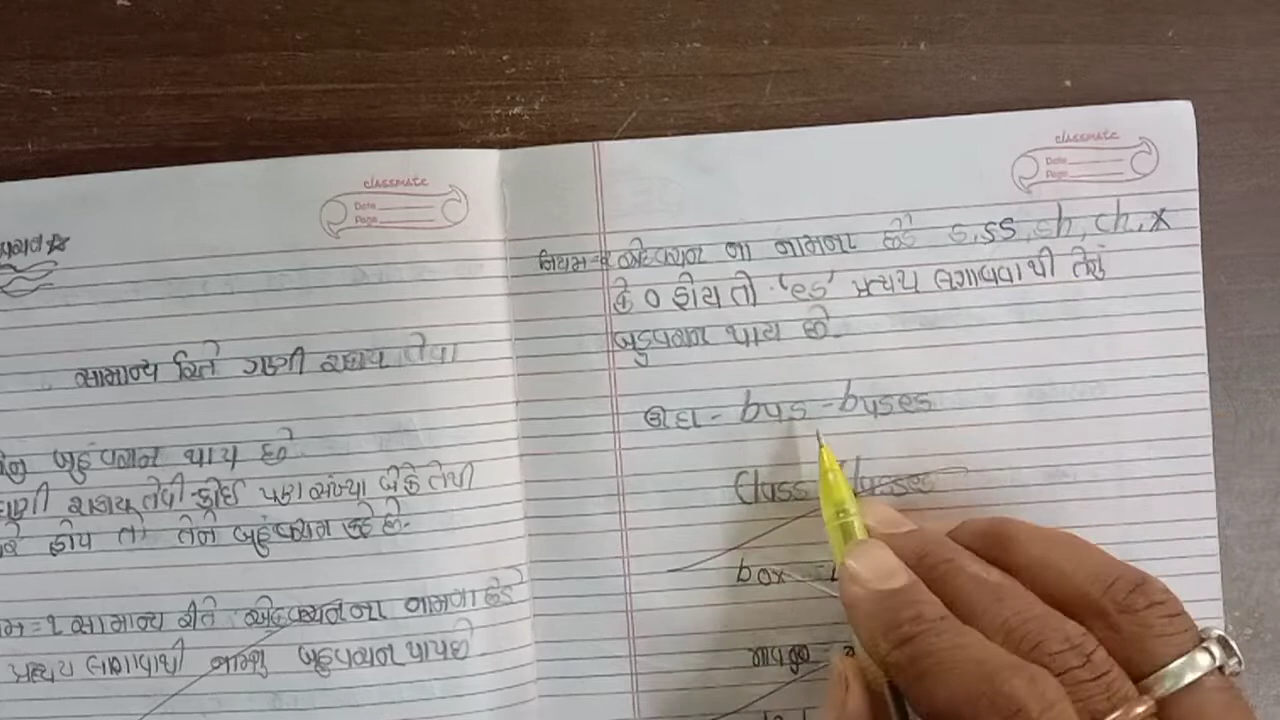 classmate
Date
Page
સામાન્ય રીતે ગણી શકાય તેવા
બહુવચન થાય છે
શકાય તેવી કોઈ પણ સંખ્યા બે કે તેથી
હોય તો તેને બહુવચન કહે છે.
સામાન્ય રીતે એકવચનના નામના છેડે
પ્રત્યય લગાવાથી નામનું બહુવચન થાય છે
classmate
Date
Page
નિયમ=૨ એકવચન ના નામના છેડે s, ss, sh, ch, x
કે o હોય તો 'es' પ્રત્યય લગાવવાથી તેનું
બહુવચન થાય છે.
ઉદા - bus - buses
Class
box